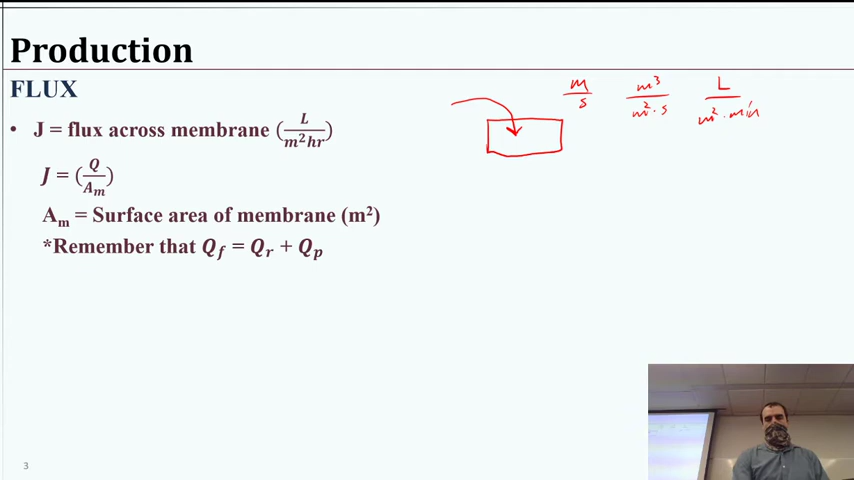 Production
FLUX
• J = flux across membrane (L/m²hr)
J = (Q/Aₘ)
Aₘ = Surface area of membrane (m²)
*Remember that Q_f = Q_r + Q_p
m/s m³/m²·s L/m²·min
3